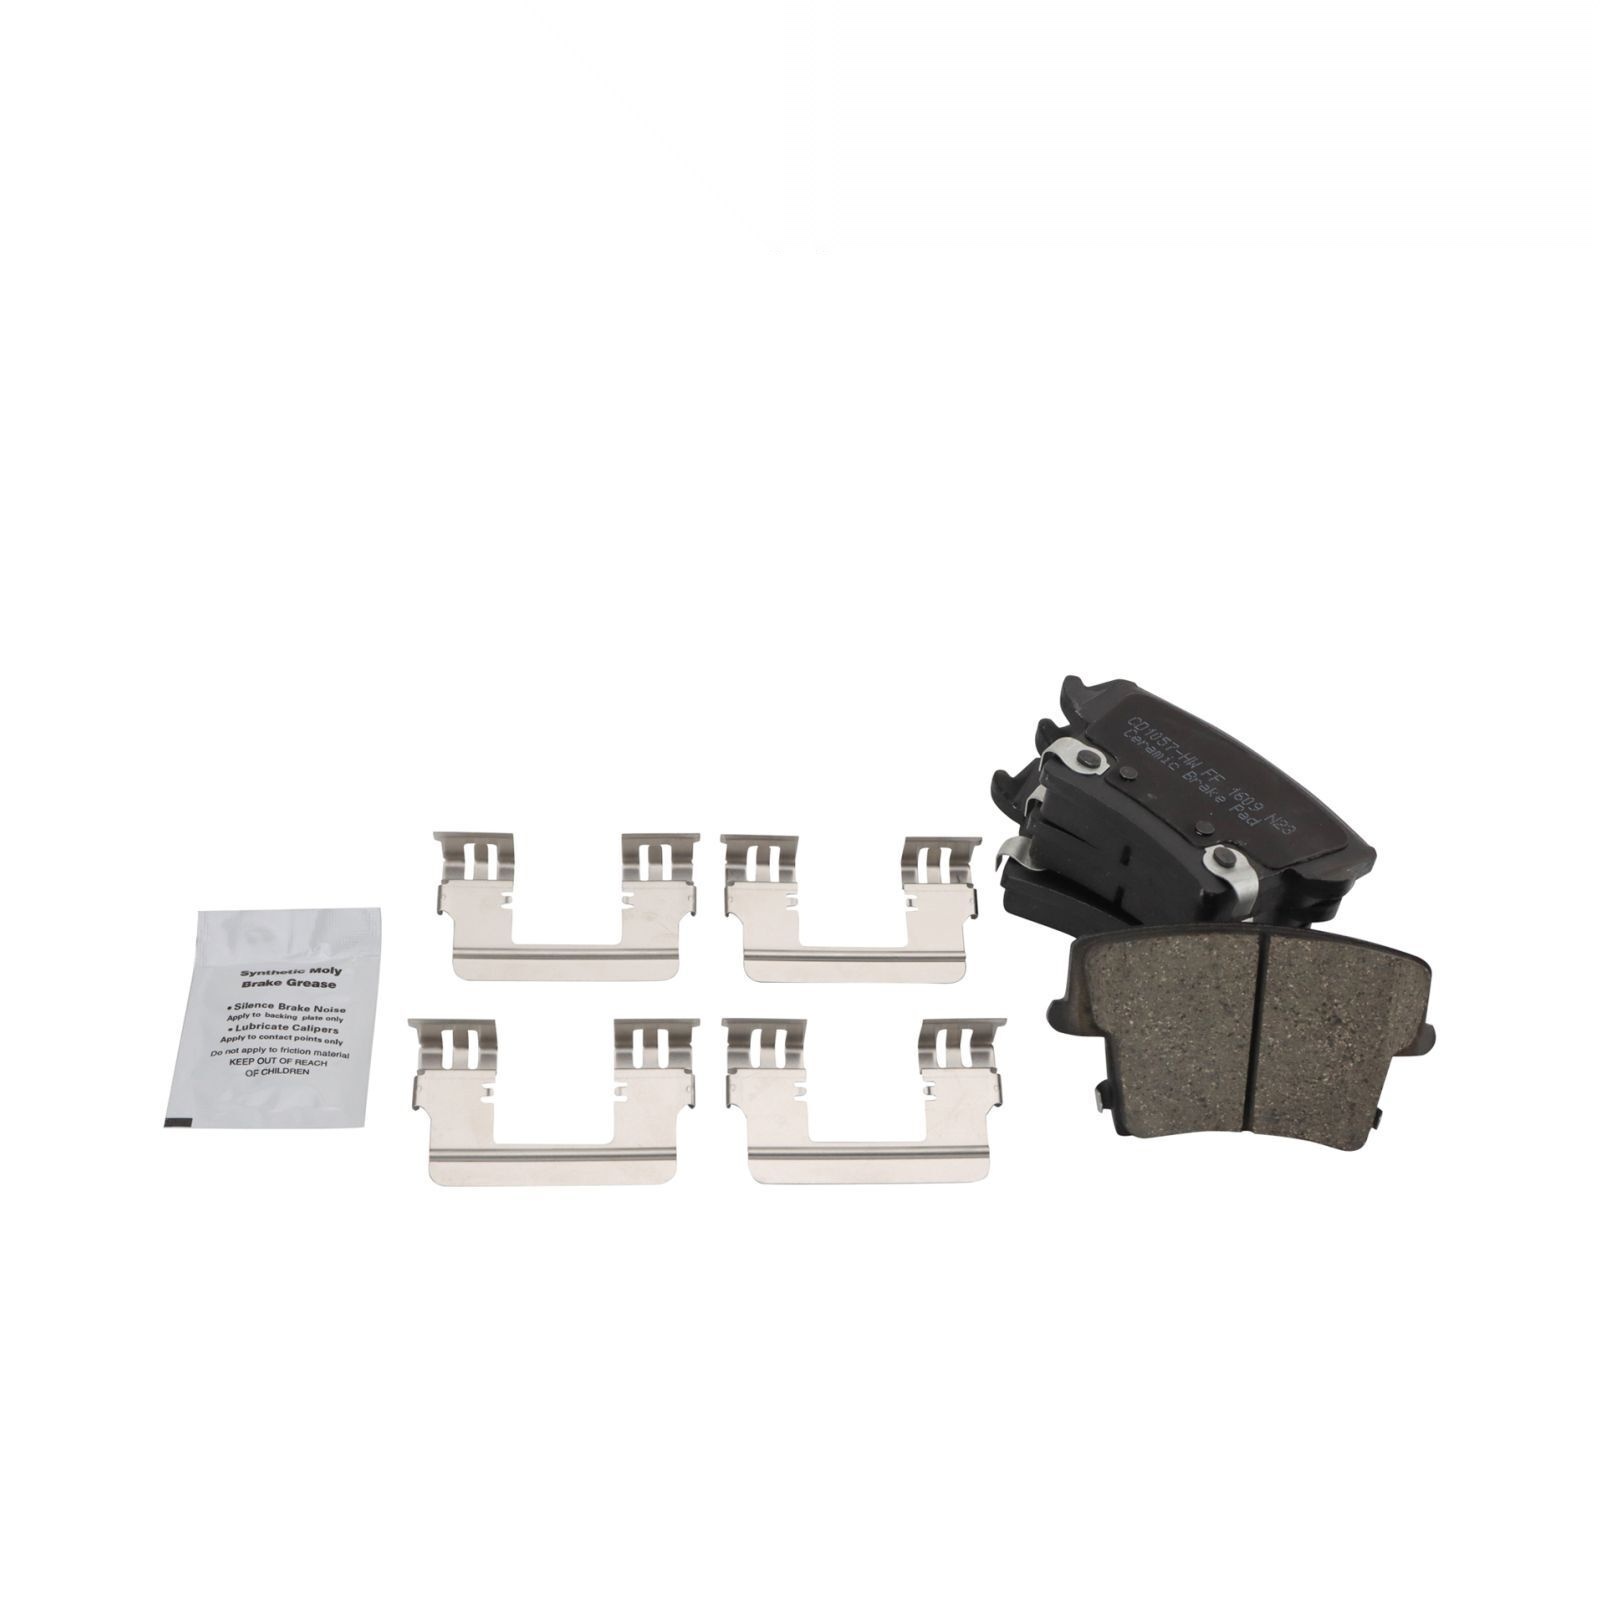 CD1057-HW FF 1609 N23
Ceramic Brake Pad
Synthetic Moly
Brake Grease
• Silence Brake Noise
Apply to backing plate only
• Lubricate Calipers
Apply to contact points only
Do not apply to friction material
KEEP OUT OF REACH
OF CHILDREN